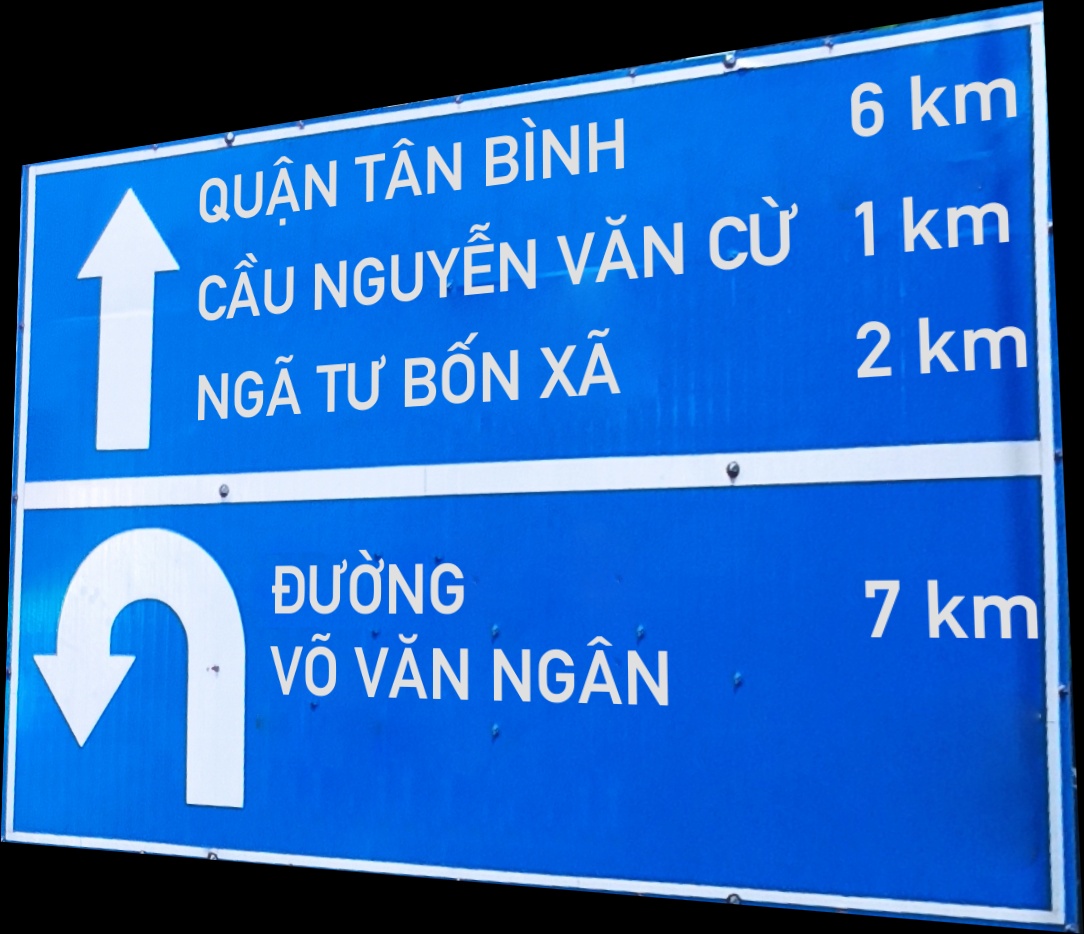 QUẬN TÂN BÌNH 6 km
CẦU NGUYỄN VĂN CỪ 1 km
NGÃ TƯ BỐN XÃ 2 km
ĐƯỜNG 7 km
VÕ VĂN NGÂN